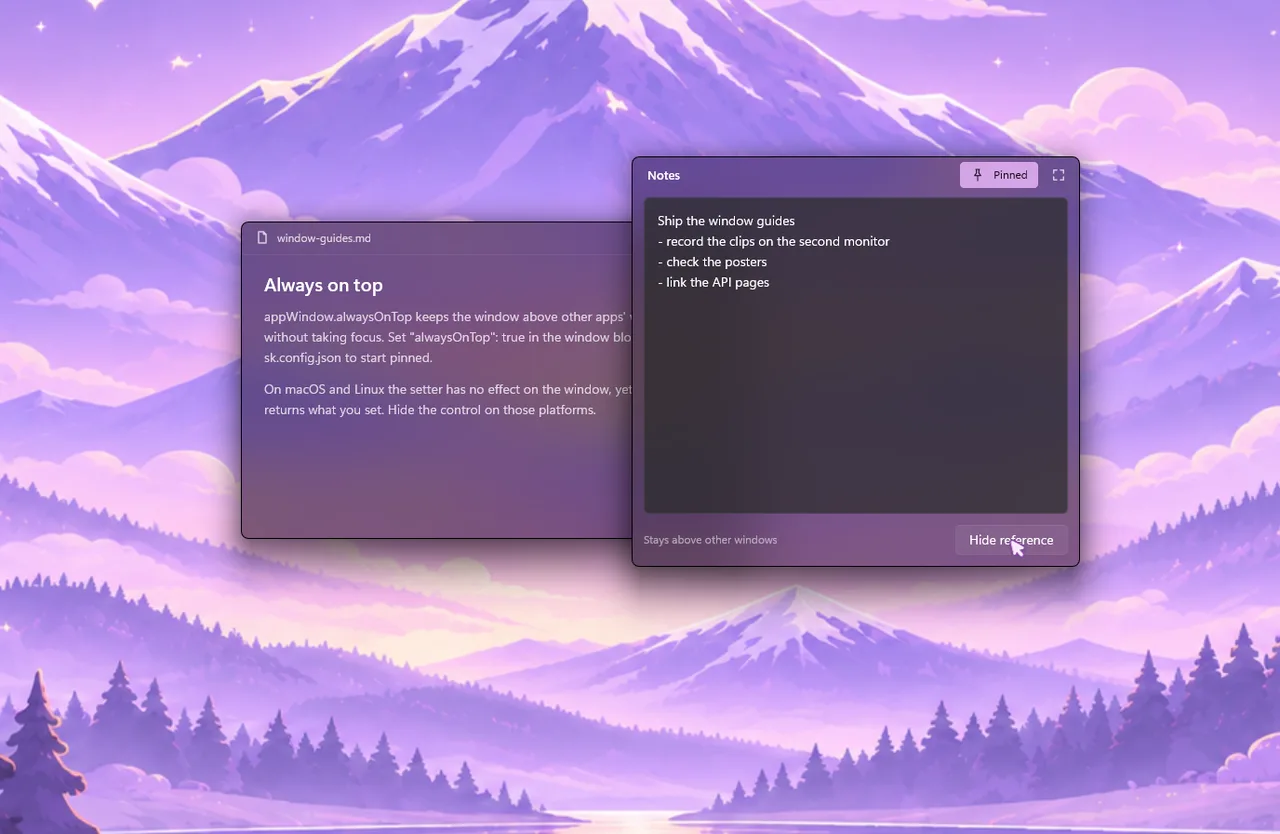 Notes
Pinned
Ship the window guides
- record the clips on the second monitor
- check the posters
- link the API pages
Stays above other windows
Hide reference
window-guides.md
Always on top
appWindow.alwaysOnTop keeps the window above other apps'
without taking focus. Set "alwaysOnTop": true in the window
sk.config.json to start pinned.
On macOS and Linux the setter has no effect on the window, yet
returns what you set. Hide the control on those platforms.